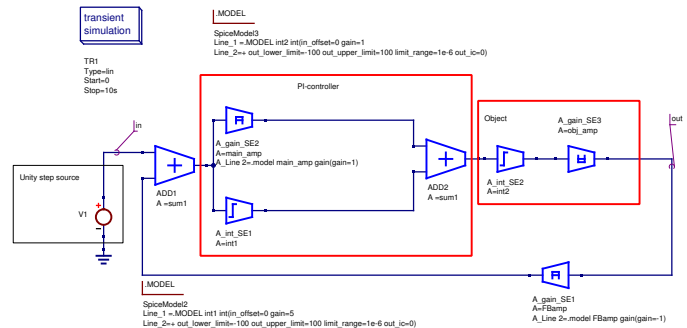 transient
simulation
TR1
Type=lin
Start=0
Stop=10s
.MODEL
SpiceModel3
Line_1 =.MODEL int2 int(in_offset=0 gain=1
Line_2=+ out_lower_limit=-100 out_upper_limit=100 limit_range=1e-6 out_ic=0)
PI-controller
in
out
A_gain_SE2
A=main_amp
A_Line 2=.model main_amp gain(gain=1)
Object
A_gain_SE3
A=obj_amp
A_int_SE2
A=int2
Unity step source
V1
ADD1
A =sum1
ADD2
A =sum1
A_int_SE1
A=int1
A_gain_SE1
A=FBamp
A_Line 2=.model FBamp gain(gain=-1)
.MODEL
SpiceModel2
Line_1 =.MODEL int1 int(in_offset=0 gain=5
Line_2=+ out_lower_limit=-100 out_upper_limit=100 limit_range=1e-6 out_ic=0)